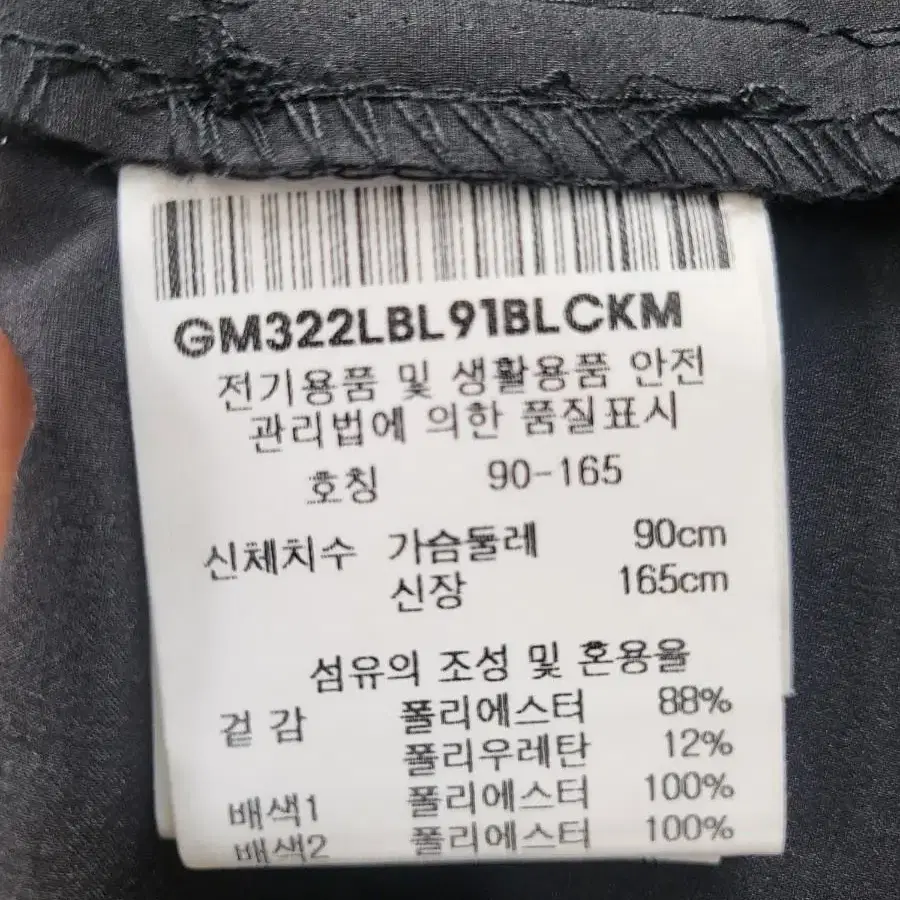 GM322LBL91BLCKM
전기용품 및 생활용품 안전
관리법에 의한 품질표시
호칭 90-165
신체치수 가슴둘레 90cm
신장 165cm
섬유의 조성 및 혼용율
겉감 폴리에스터 88%
폴리우레탄 12%
배색1 폴리에스터 100%
배색2 폴리에스터 100%